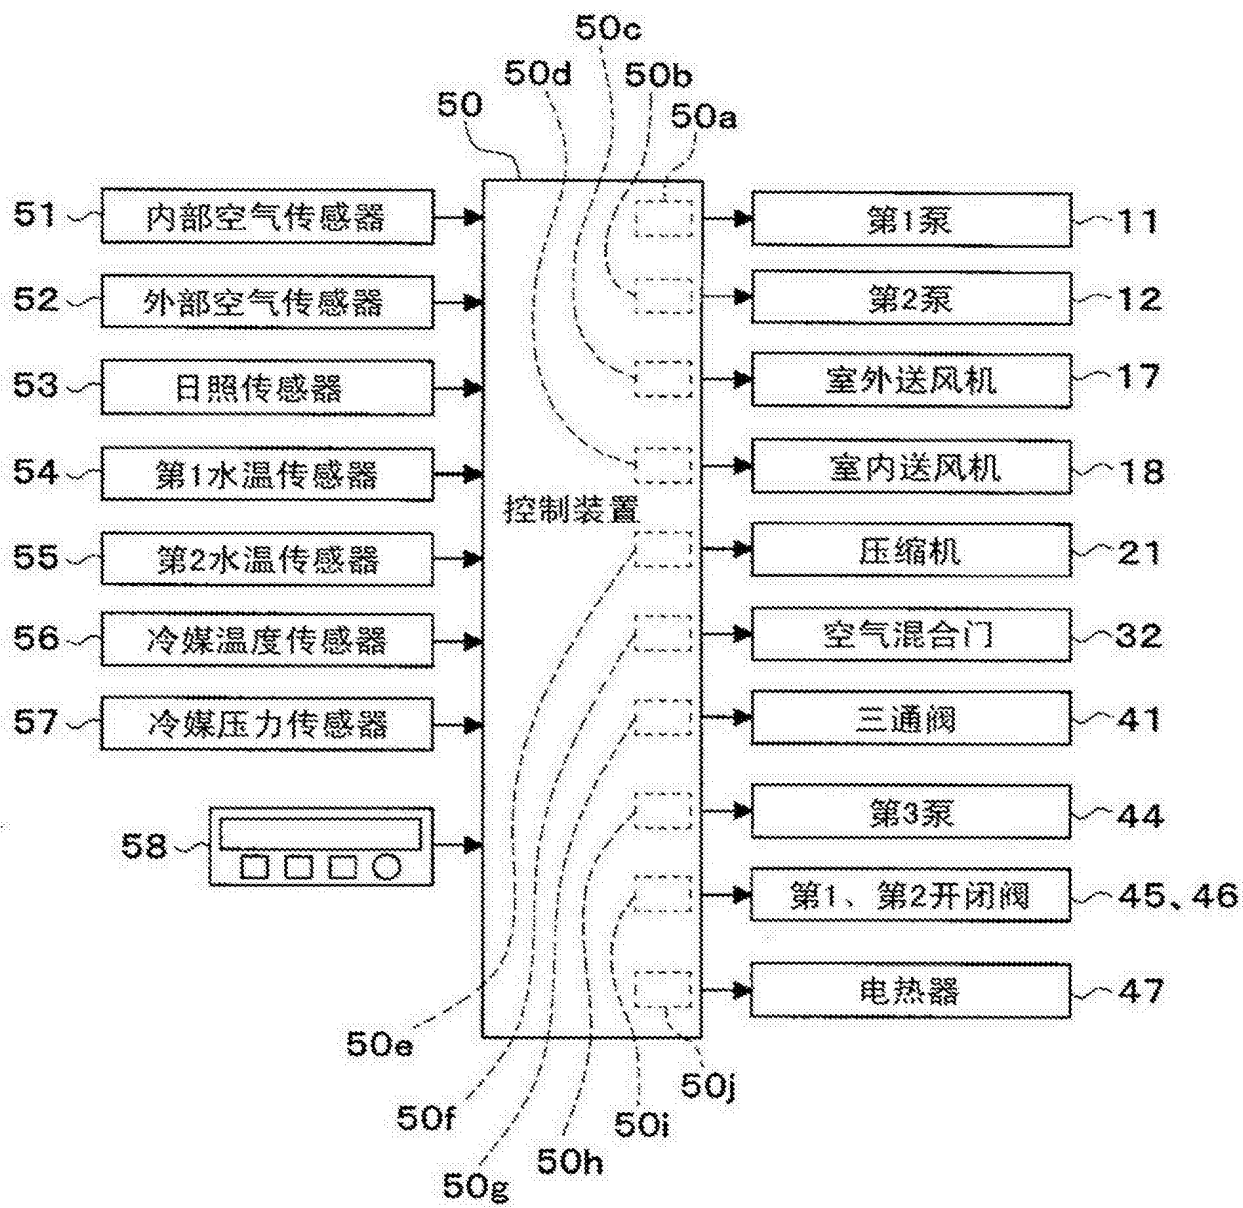 50c
50d
50b
50
50a
51
内部空气传感器
第1泵
11
52
外部空气传感器
第2泵
12
53
日照传感器
室外送风机
17
54
第1水温传感器
室内送风机
18
控制装置
55
第2水温传感器
压缩机
21
56
冷媒温度传感器
空气混合门
32
57
冷媒压力传感器
三通阀
41
58
第3泵
44
第1、第2开闭阀
45、46
电热器
47
50e
50f
50g
50h
50i
50j